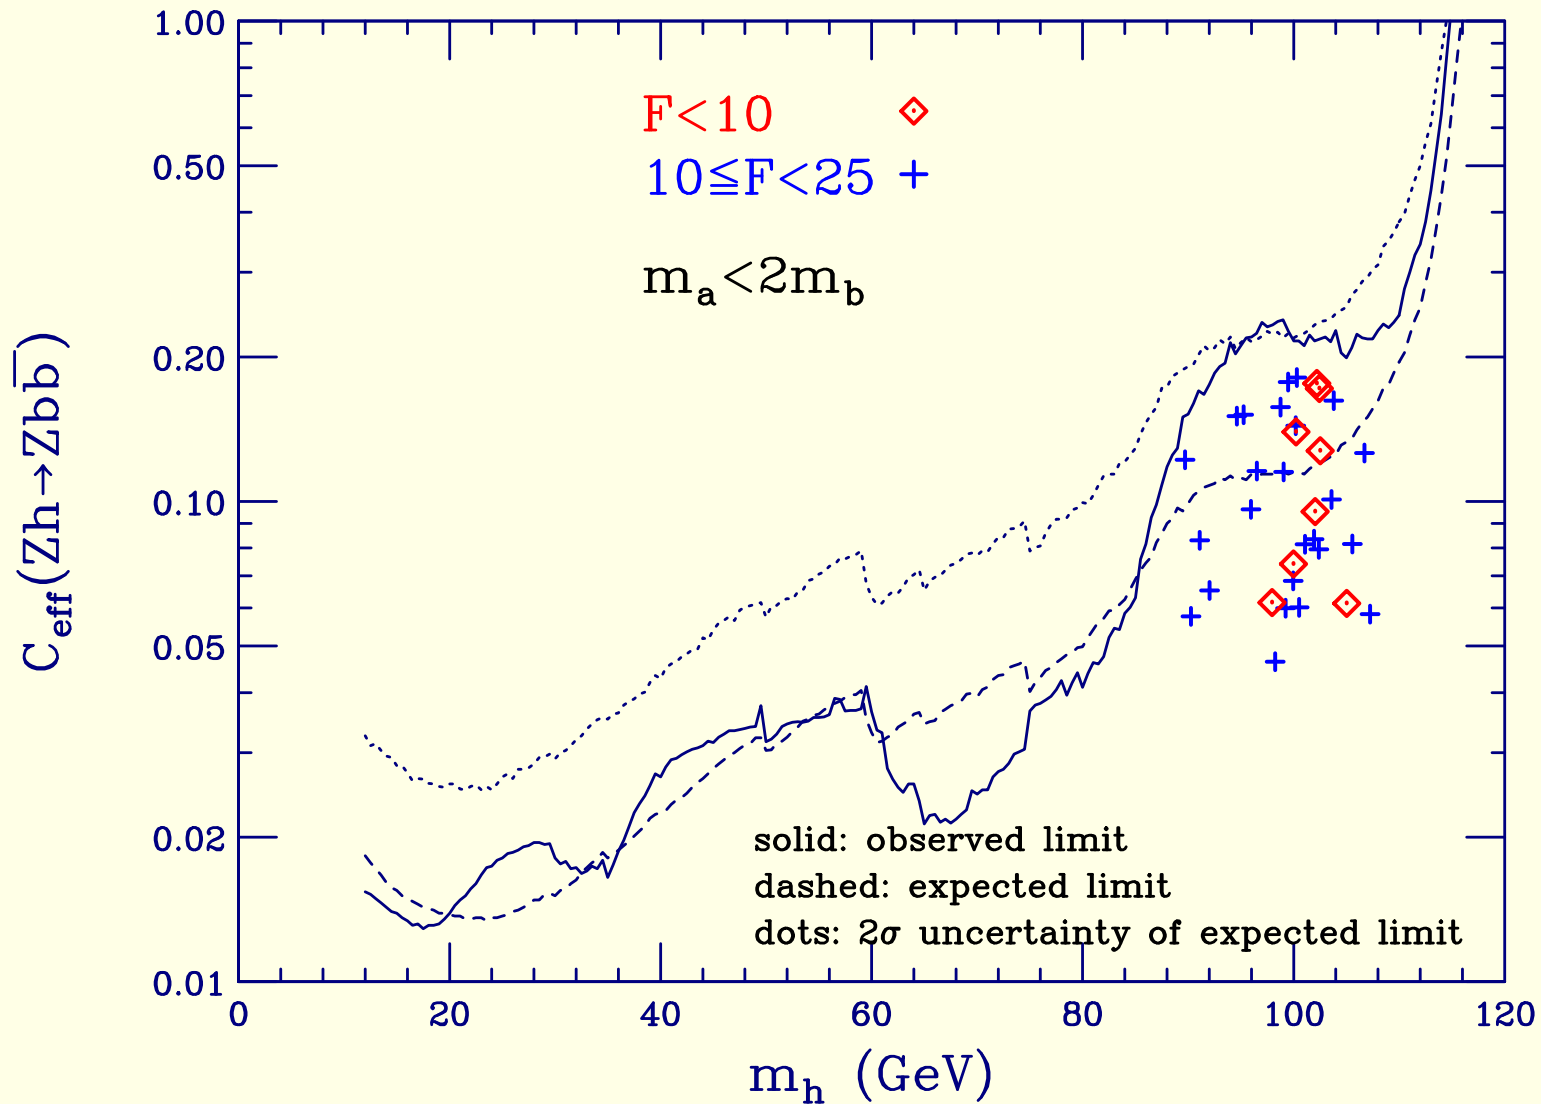 1.00
0.50
0.20
0.10
0.05
0.02
0.01
C_eff(Zh→Zbb̅)
F<10
10≦F<25
m_a<2m_b
solid: observed limit
dashed: expected limit
dots: 2σ uncertainty of expected limit
0 20 40 60 80 100 120
m_h (GeV)